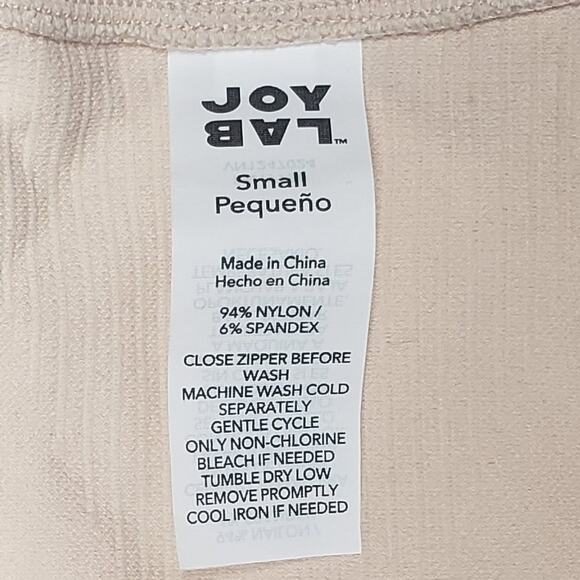 JOY
LAB™
Small
Pequeño
Made in China
Hecho en China
94% NYLON /
6% SPANDEX
CLOSE ZIPPER BEFORE
WASH
MACHINE WASH COLD
SEPARATELY
GENTLE CYCLE
ONLY NON-CHLORINE
BLEACH IF NEEDED
TUMBLE DRY LOW
REMOVE PROMPTLY
COOL IRON IF NEEDED